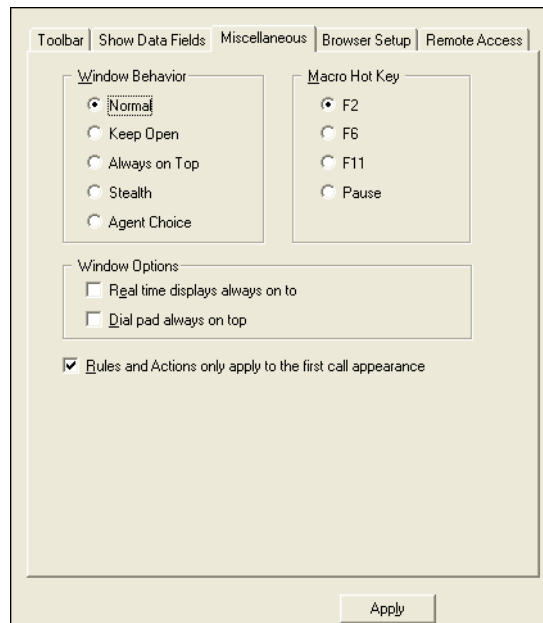 Toolbar Show Data Fields Miscellaneous Browser Setup Remote Access
Window Behavior
Normal
Keep Open
Always on Top
Stealth
Agent Choice
Macro Hot Key
F2
F6
F11
Pause
Window Options
Real time displays always on to
Dial pad always on top
Rules and Actions only apply to the first call appearance
Apply